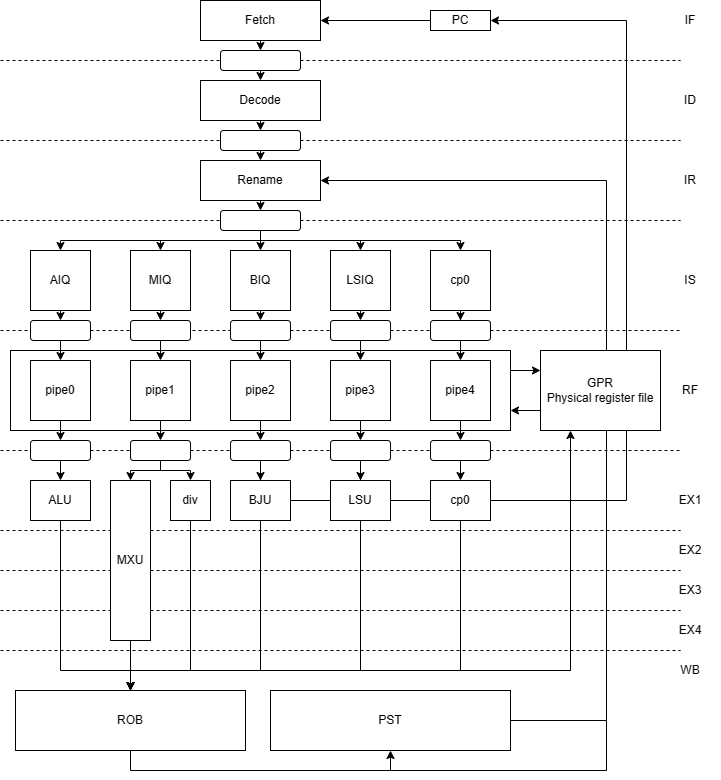 Fetch
PC
IF
Decode
ID
Rename
IR
AIQ
MIQ
BIQ
LSIQ
cp0
IS
pipe0
pipe1
pipe2
pipe3
pipe4
GPR
Physical register file
RF
ALU
div
BJU
LSU
cp0
EX1
MXU
EX2
EX3
EX4
WB
ROB
PST